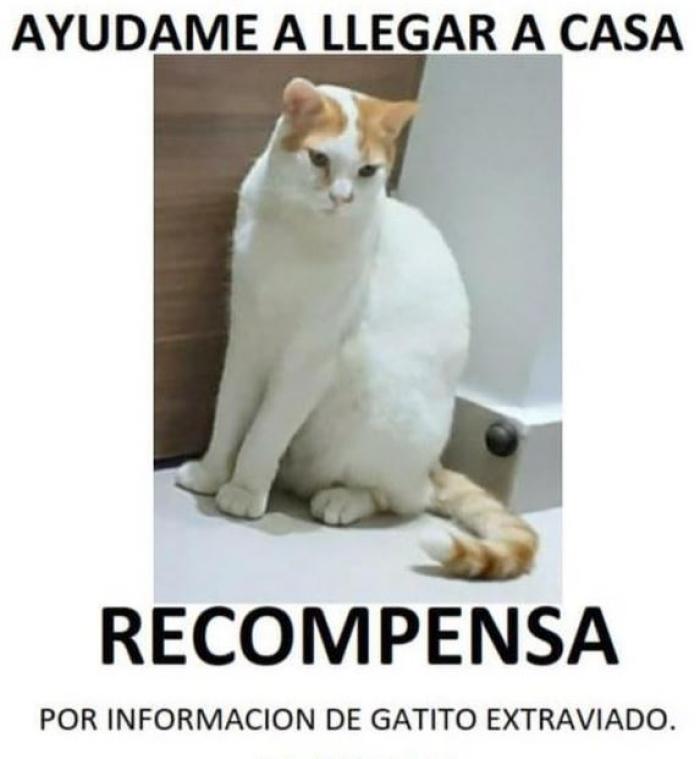 AYUDAME A LLEGAR A CASA
RECOMPENSA
POR INFORMACION DE GATITO EXTRAVIADO.